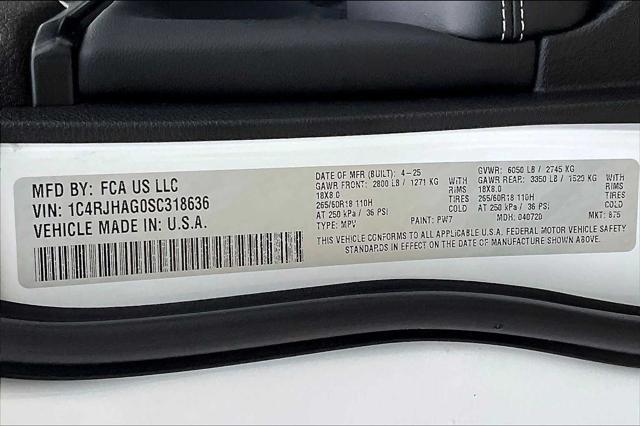 MFD BY: FCA US LLC
VIN: 1C4RJHAG0SC318636
VEHICLE MADE IN: U.S.A.
DATE OF MFR (BUILT): 4-25
GAWR FRONT: 2800 LB / 1271 KG WITH
18X8.0 RIMS
265/60R18 110H TIRES
AT 250 kPa / 36 PSI
TYPE: MPV
PAINT: PW7
GVWR: 6050 LB / 2745 KG
GAWR REAR: 3350 LB / 1520 KG WITH
18X8.0 RIMS
265/60R18 110H TIRES
AT 250 kPa / 36 PSI
MDH: 040720
MKT: 875
THIS VEHICLE CONFORMS TO ALL APPLICABLE U.S.A. FEDERAL MOTOR VEHICLE SAFETY
STANDARDS IN EFFECT ON THE DATE OF MANUFACTURE SHOWN ABOVE.